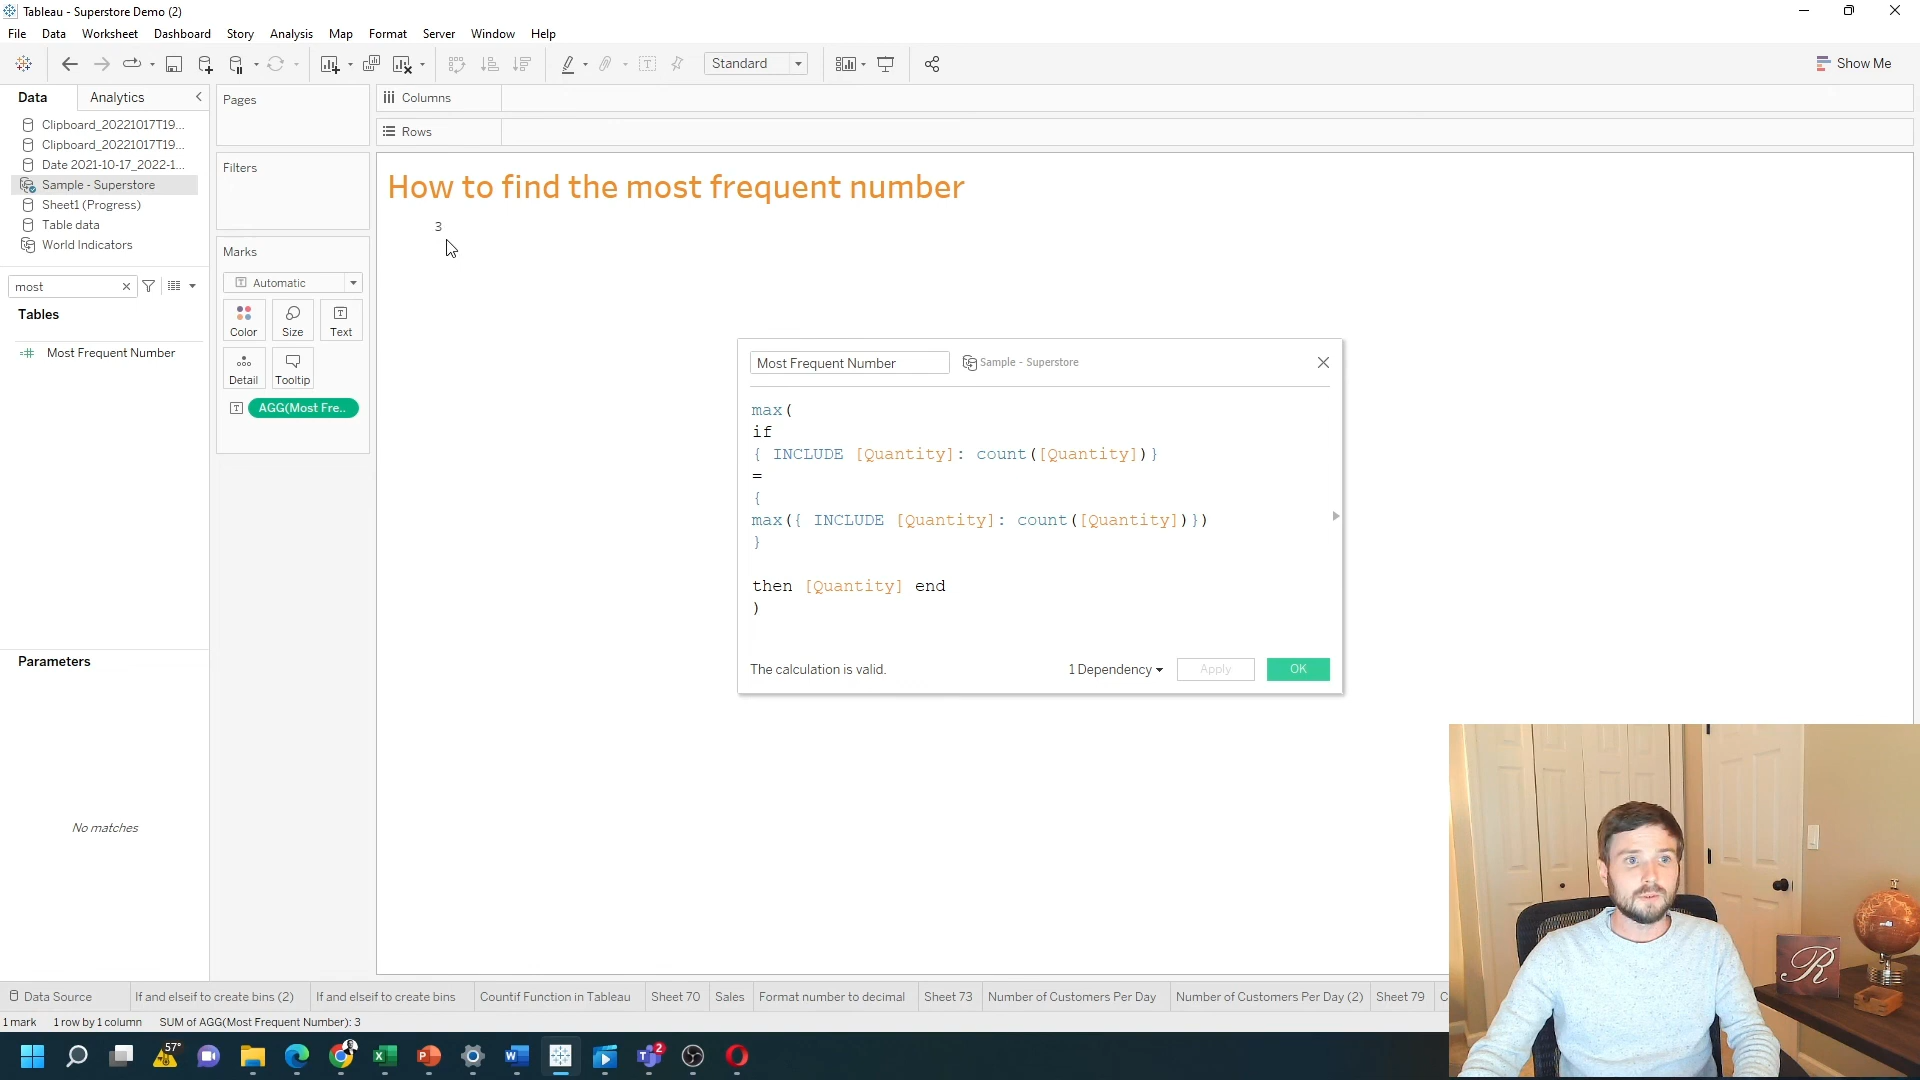 Tableau - Superstore Demo (2)
File Data Worksheet Dashboard Story Analysis Map Format Server Window Help
Standard
Show Me
Data Analytics
Clipboard_20221017T19...
Clipboard_20221017T19...
Date 2021-10-17_2022-1...
Sample - Superstore
Sheet1 (Progress)
Table data
World Indicators
most
Tables
Most Frequent Number
Parameters
No matches
Pages
Filters
Marks
Automatic
Color Size Text
Detail Tooltip
AGG(Most Fre..
Columns
Rows
How to find the most frequent number
3
Most Frequent Number Sample - Superstore
max(
if
{ INCLUDE [Quantity]: count([Quantity])}
=
{
max({ INCLUDE [Quantity]: count([Quantity])})
}
then [Quantity] end
)
The calculation is valid. 1 Dependency Apply OK
Data Source If and elseif to create bins (2) If and elseif to create bins Countif Function in Tableau Sheet 70 Sales Format number to decimal Sheet 73 Number of Customers Per Day Number of Customers Per Day (2) Sheet 79 C
1 mark 1 row by 1 column SUM of AGG(Most Frequent Number): 3
57°
2
R